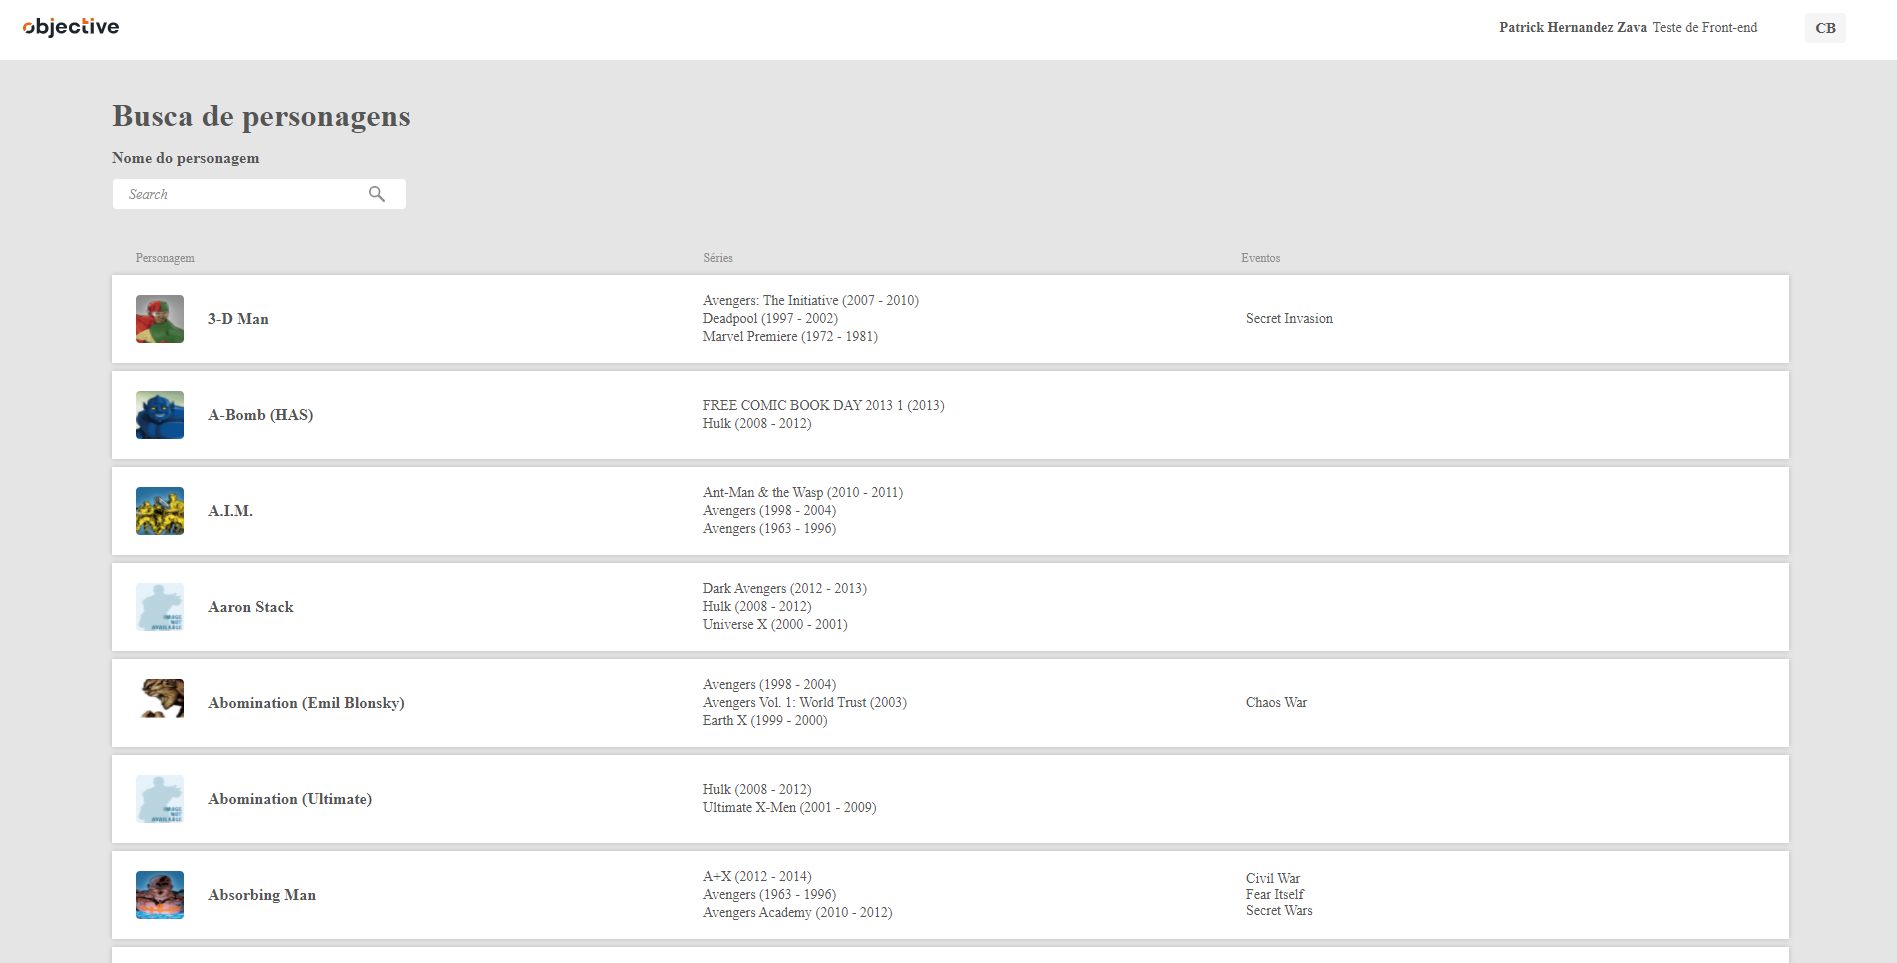 objective
Patrick Hernandez Zava Teste de Front-end
CB
Busca de personagens
Nome do personagem
Search
Personagem Séries Eventos
3-D Man
Avengers: The Initiative (2007 - 2010)
Deadpool (1997 - 2002)
Marvel Premiere (1972 - 1981)
Secret Invasion
A-Bomb (HAS)
FREE COMIC BOOK DAY 2013 1 (2013)
Hulk (2008 - 2012)
A.I.M.
Ant-Man & the Wasp (2010 - 2011)
Avengers (1998 - 2004)
Avengers (1963 - 1996)
IMAGE
NOT
AVAILABLE
Aaron Stack
Dark Avengers (2012 - 2013)
Hulk (2008 - 2012)
Universe X (2000 - 2001)
Abomination (Emil Blonsky)
Avengers (1998 - 2004)
Avengers Vol. 1: World Trust (2003)
Earth X (1999 - 2000)
Chaos War
IMAGE
NOT
AVAILABLE
Abomination (Ultimate)
Hulk (2008 - 2012)
Ultimate X-Men (2001 - 2009)
Absorbing Man
A+X (2012 - 2014)
Avengers (1963 - 1996)
Avengers Academy (2010 - 2012)
Civil War
Fear Itself
Secret Wars